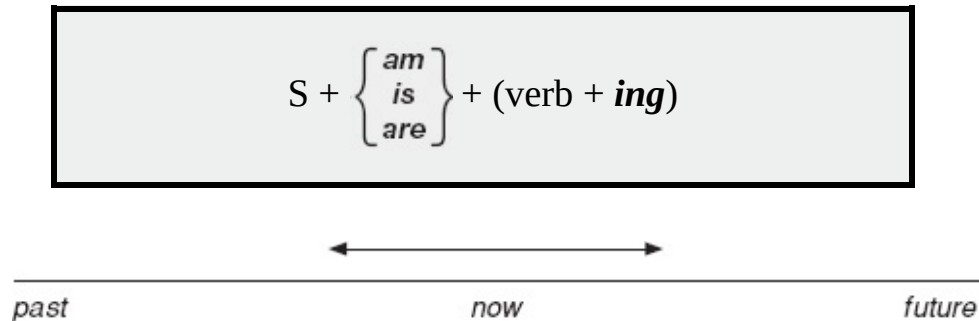 am
S + { is } + (verb + ing)
are
past now future